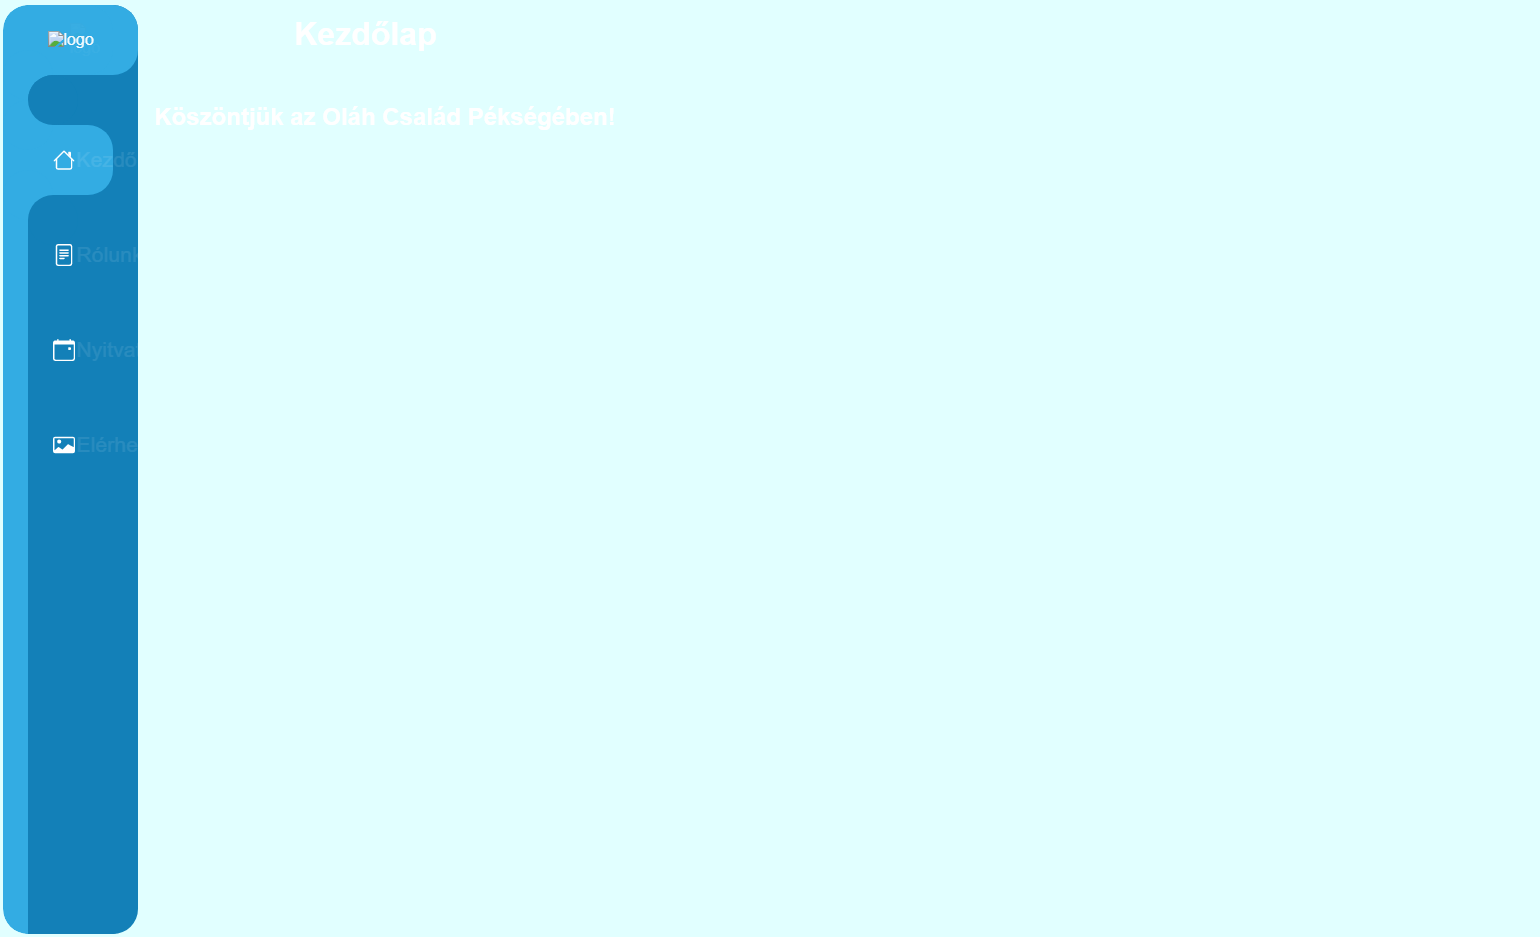 logo
Kezdőlap
Köszöntjük az Oláh Család Pékségében!
Kezdő
Rólunk
Nyitva
Elérhe